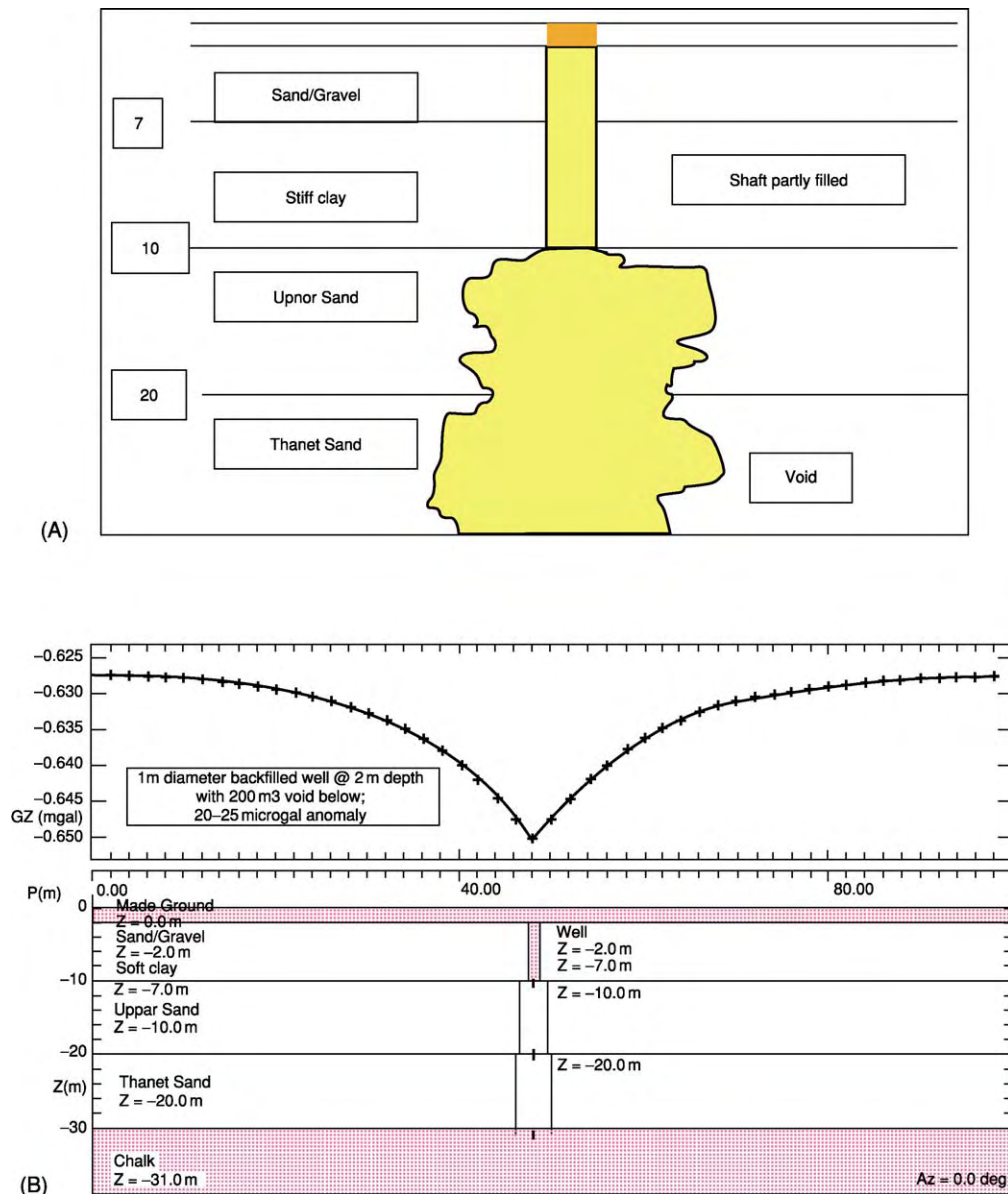 Sand/Gravel
7
Stiff clay
Shaft partly filled
10
Upnor Sand
20
Thanet Sand
Void
(A)
−0.625
−0.630
−0.635
−0.640
−0.645
GZ (mgal)
−0.650
1m diameter backfilled well @ 2 m depth
with 200 m3 void below;
20–25 microgal anomaly
P(m)
0.00
40.00
80.00
0
Made Ground
Z = 0.0 m
Sand/Gravel
Z = −2.0 m
Soft clay
Well
Z = −2.0 m
Z = −7.0 m
−10
Z = −7.0 m
Z = −10.0 m
Uppar Sand
Z = −10.0 m
−20
Z = −20.0 m
Z(m)
Thanet Sand
Z = −20.0 m
−30
Chalk
Z = −31.0 m
Az = 0.0 deg
(B)